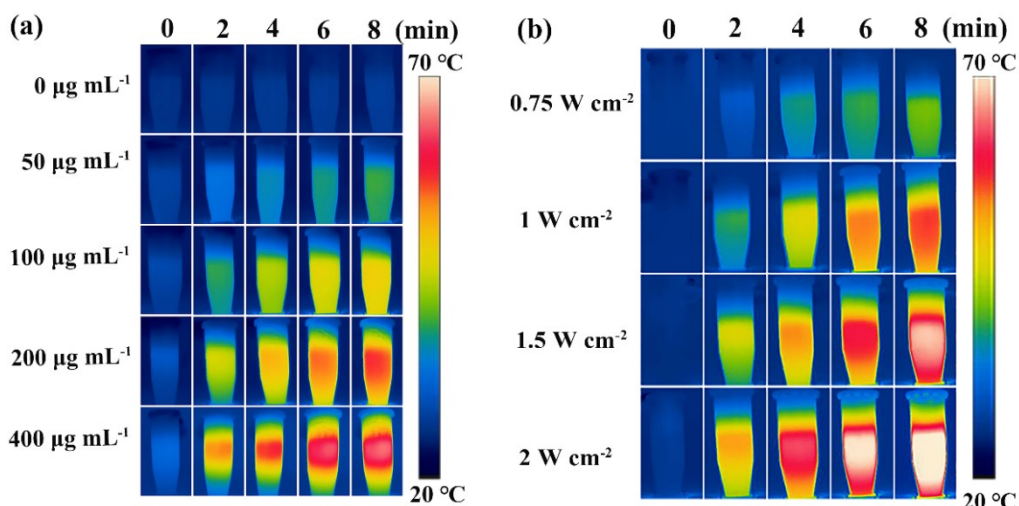 (a) 0 2 4 6 8 (min)
70 °C
0 μg mL⁻¹
50 μg mL⁻¹
100 μg mL⁻¹
200 μg mL⁻¹
400 μg mL⁻¹
20 °C
(b) 0 2 4 6 8 (min)
70 °C
0.75 W cm⁻²
1 W cm⁻²
1.5 W cm⁻²
2 W cm⁻²
20 °C